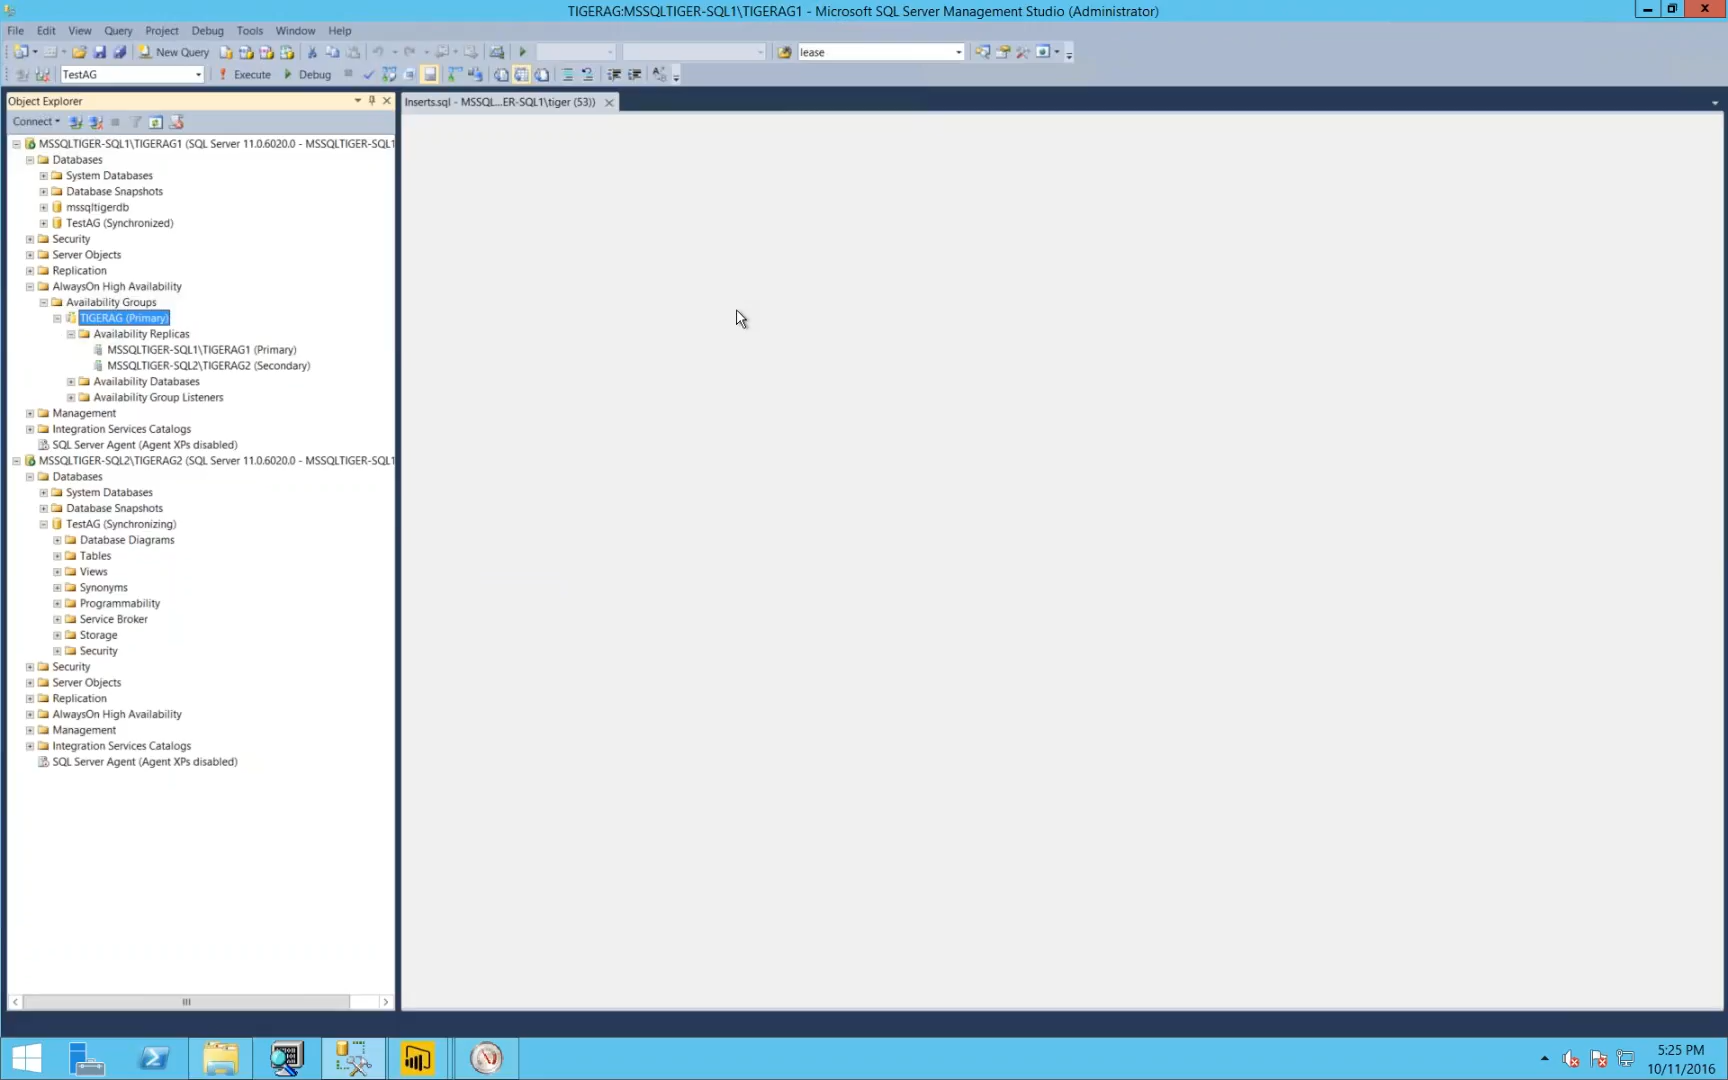 TIGERAG:MSSQLTIGER-SQL1\TIGERAG1 - Microsoft SQL Server Management Studio (Administrator)
File Edit View Query Project Debug Tools Window Help
New Query lease
TestAG Execute Debug
Object Explorer
Inserts.sql - MSSQL...ER-SQL1\tiger (53))
Connect
MSSQLTIGER-SQL1\TIGERAG1 (SQL Server 11.0.6020.0 - MSSQLTIGER-SQL1
Databases
System Databases
Database Snapshots
mssqltigerdb
TestAG (Synchronized)
Security
Server Objects
Replication
AlwaysOn High Availability
Availability Groups
TIGERAG (Primary)
Availability Replicas
MSSQLTIGER-SQL1\TIGERAG1 (Primary)
MSSQLTIGER-SQL2\TIGERAG2 (Secondary)
Availability Databases
Availability Group Listeners
Management
Integration Services Catalogs
SQL Server Agent (Agent XPs disabled)
MSSQLTIGER-SQL2\TIGERAG2 (SQL Server 11.0.6020.0 - MSSQLTIGER-SQL1
Databases
System Databases
Database Snapshots
TestAG (Synchronizing)
Database Diagrams
Tables
Views
Synonyms
Programmability
Service Broker
Storage
Security
Security
Server Objects
Replication
AlwaysOn High Availability
Management
Integration Services Catalogs
SQL Server Agent (Agent XPs disabled)
5:25 PM
10/11/2016